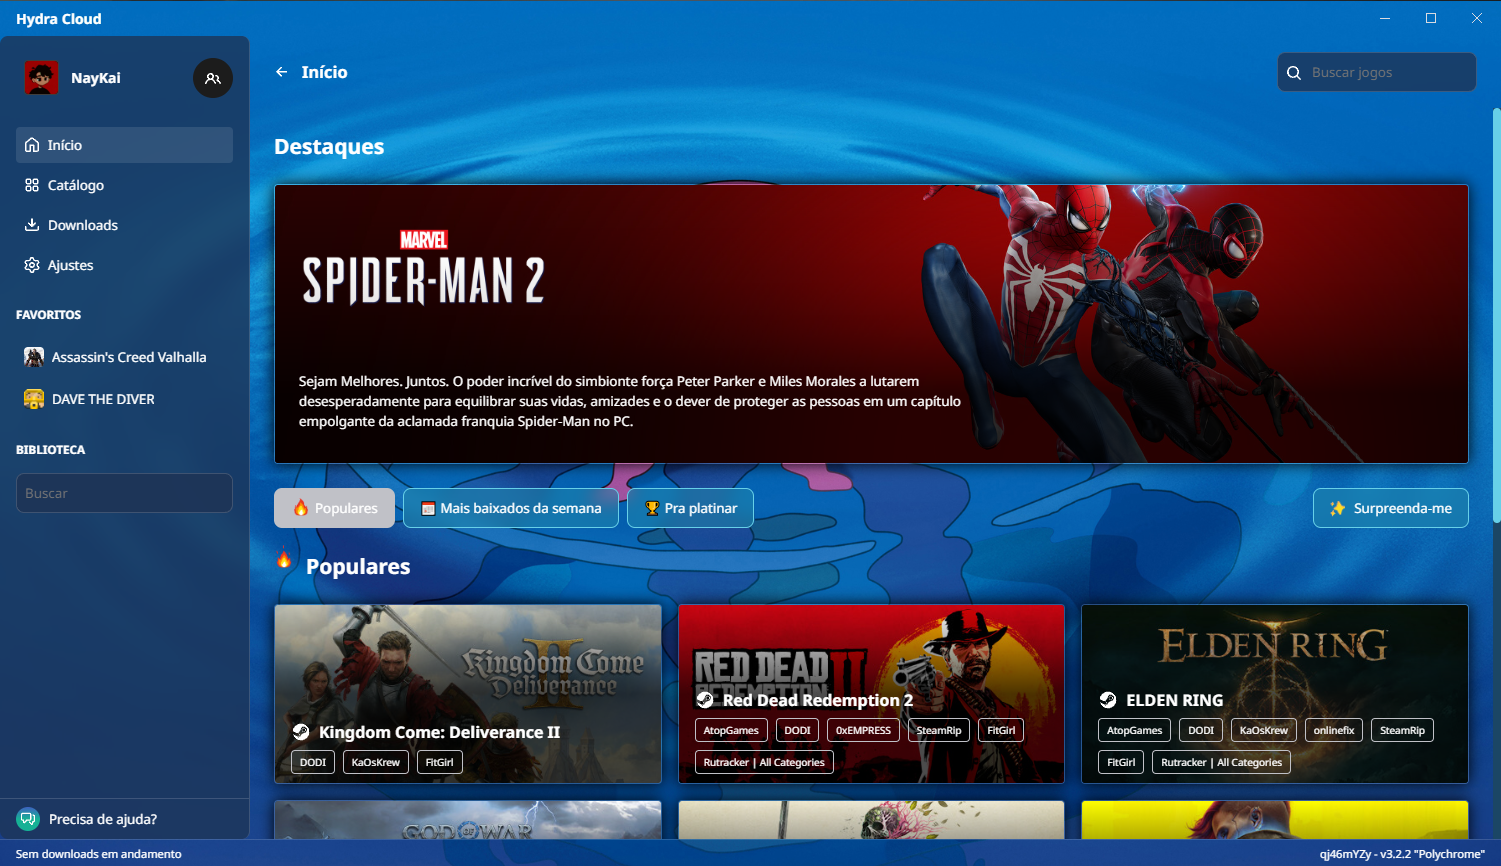 Hydra Cloud
NayKai
Início
Catálogo
Downloads
Ajustes
FAVORITOS
Assassin's Creed Valhalla
DAVE THE DIVER
BIBLIOTECA
Buscar
Precisa de ajuda?
Sem downloads em andamento
Início
Buscar jogos
Destaques
MARVEL
SPIDER-MAN 2
Sejam Melhores. Juntos. O poder incrível do simbionte força Peter Parker e Miles Morales a lutarem
desesperadamente para equilibrar suas vidas, amizades e o dever de proteger as pessoas em um capítulo
empolgante da aclamada franquia Spider-Man no PC.
Populares
Mais baixados da semana
Pra platinar
Surpreenda-me
Populares
Kingdom Come
Deliverance
II
Kingdom Come: Deliverance II
DODI
KaOsKrew
FitGirl
RED DEAD
REDEMPTION II
Red Dead Redemption 2
AtopGames
DODI
0xEMPRESS
SteamRip
FitGirl
Rutracker | All Categories
ELDEN RING
ELDEN RING
AtopGames
DODI
KaOsKrew
onlinefix
SteamRip
FitGirl
Rutracker | All Categories
GOD OF WAR
qj46mYZy - v3.2.2 "Polychrome"